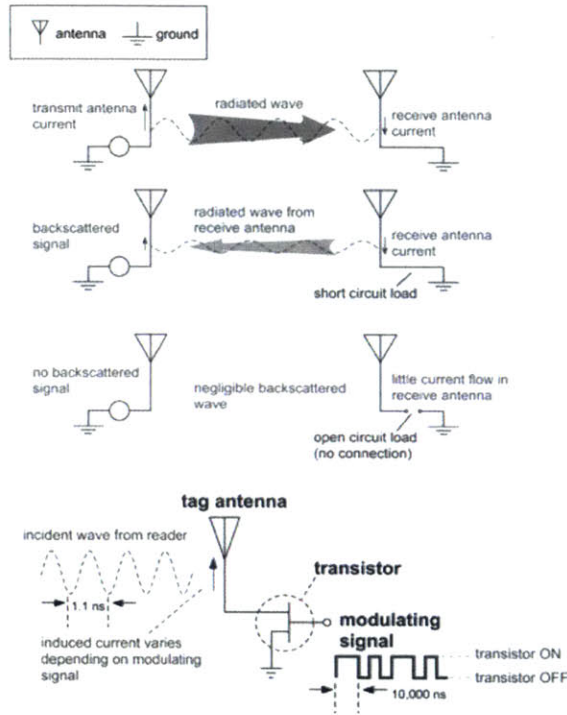 antenna
ground
transmit antenna
current
radiated wave
receive antenna
current
backscattered
signal
radiated wave from
receive antenna
receive antenna
current
short circuit load
no backscattered
signal
negligible backscattered
wave
little current flow in
receive antenna
open circuit load
(no connection)
tag antenna
incident wave from reader
1.1 ns
induced current varies
depending on modulating
signal
transistor
modulating
signal
transistor ON
transistor OFF
10,000 ns